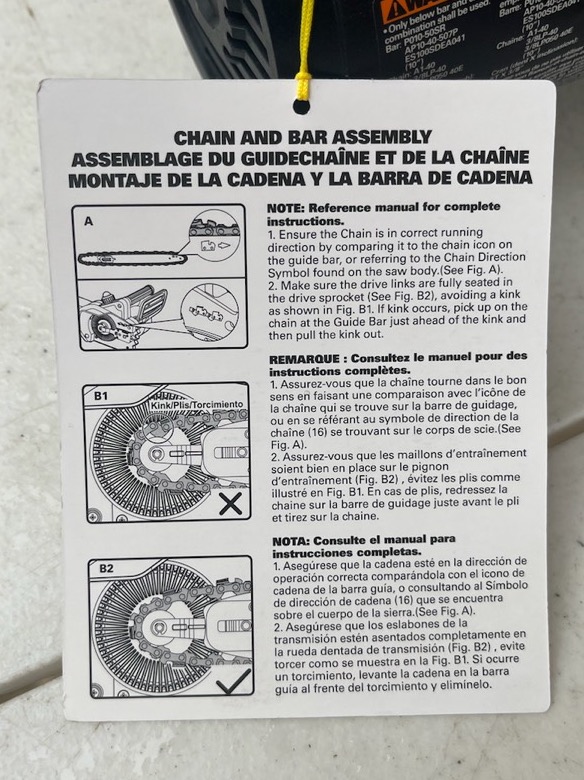 • Only below bar and
combination shall be used.
Bar: P010-50SR
AP10-40-507P
ES100SDEA041
(10")
Chain: A1-40
3/8LP-40
CHAIN AND BAR ASSEMBLY
ASSEMBLAGE DU GUIDECHAÎNE ET DE LA CHAÎNE
MONTAJE DE LA CADENA Y LA BARRA DE CADENA
A
NOTE: Reference manual for complete
instructions.
1. Ensure the Chain is in correct running
direction by comparing it to the chain icon on
the guide bar, or referring to the Chain Direction
Symbol found on the saw body.(See Fig. A).
2. Make sure the drive links are fully seated in
the drive sprocket (See Fig. B2), avoiding a kink
as shown in Fig. B1. If kink occurs, pick up on the
chain at the Guide Bar just ahead of the kink and
then pull the kink out.
B1
Kink/Plis/Torcimiento
REMARQUE : Consultez le manuel pour des
instructions complètes.
1. Assurez-vous que la chaîne tourne dans le bon
sens en faisant une comparaison avec l'icône de
la chaîne qui se trouve sur la barre de guidage,
ou en se référant au symbole de direction de la
chaîne (16) se trouvant sur le corps de scie.(See
Fig. A).
2. Assurez-vous que les maillons d'entraînement
soient bien en place sur le pignon
d'entraînement (Fig. B2) , évitez les plis comme
illustré en Fig. B1. En cas de plis, redressez la
chaine sur la barre de guidage juste avant le pli
et tirez sur la chaine.
B2
NOTA: Consulte el manual para
instrucciones completas.
1. Asegúrese que la cadena esté en la dirección de
operación correcta comparándola con el icono de
cadena de la barra guía, o consultando al Símbolo
de dirección de cadena (16) que se encuentra
sobre el cuerpo de la sierra.(See Fig. A).
2. Asegúrese que los eslabones de la
transmisión estén asentados completamente en
la rueda dentada de transmisión (Fig. B2) , evite
torcer como se muestra en la Fig. B1. Si ocurre
un torcimiento, levante la cadena en la barra
guía al frente del torcimiento y elimínelo.